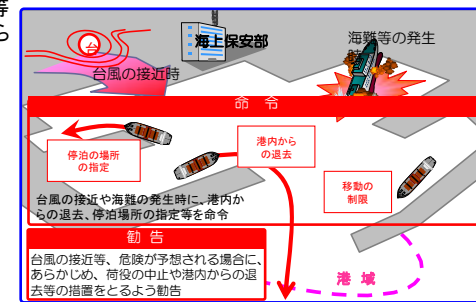 等
ら
台
海上保安部
海難等の発生
時
台風の接近時
命 令
停泊の場所
の指定
港内から
の退去
移動の
制限
台風の接近や海難の発生時に、港内か
らの退去、停泊場所の指定等を命令
勧 告
台風の接近等、危険が予想される場合に、
あらかじめ、荷役の中止や港内からの退
去等の措置をとるよう勧告
港 域